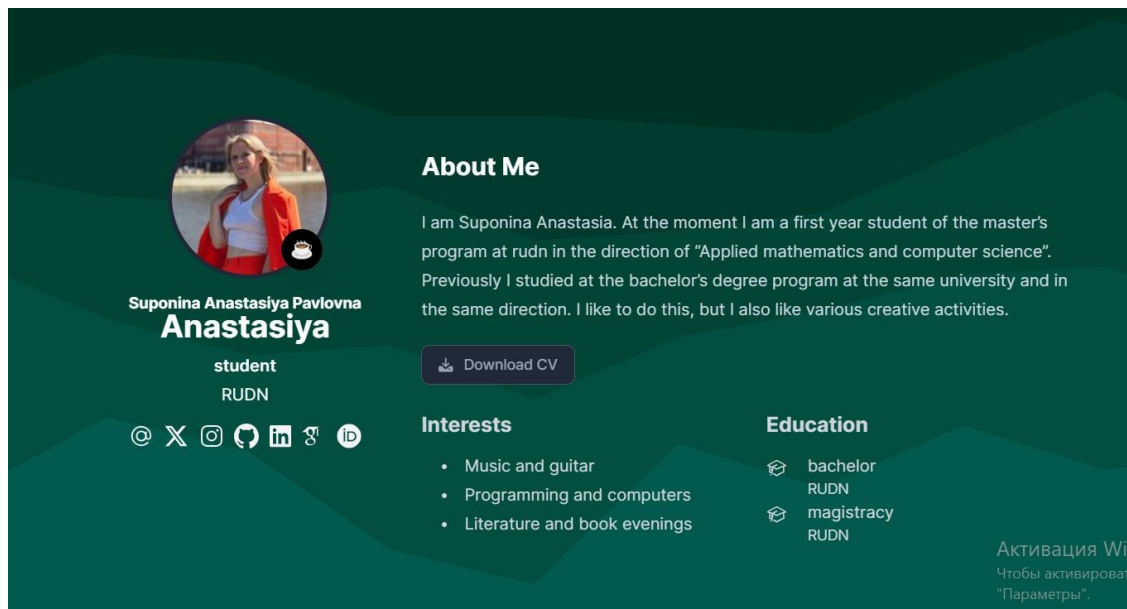 Suponina Anastasiya Pavlovna
Anastasiya
student
RUDN
About Me
I am Suponina Anastasia. At the moment I am a first year student of the master’s
program at rudn in the direction of “Applied mathematics and computer science”.
Previously I studied at the bachelor’s degree program at the same university and in
the same direction. I like to do this, but I also like various creative activities.
Download CV
Interests
• Music and guitar
• Programming and computers
• Literature and book evenings
Education
bachelor
RUDN
magistracy
RUDN
Активация Wi
Чтобы активироват
"Параметры".